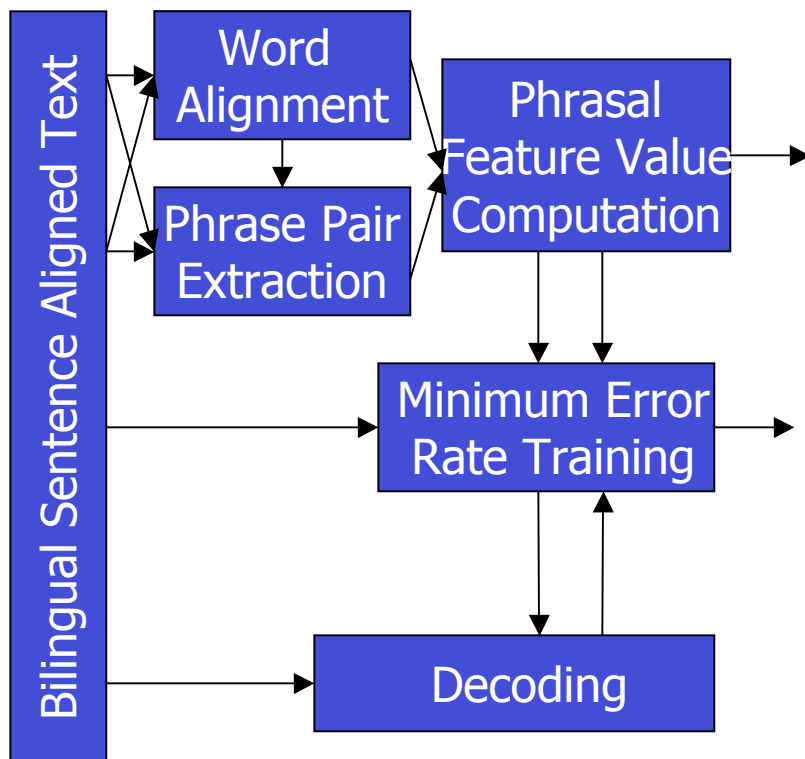 Bilingual Sentence Aligned Text
Word
Alignment
Phrase Pair
Extraction
Phrasal
Feature Value
Computation
Minimum Error
Rate Training
Decoding